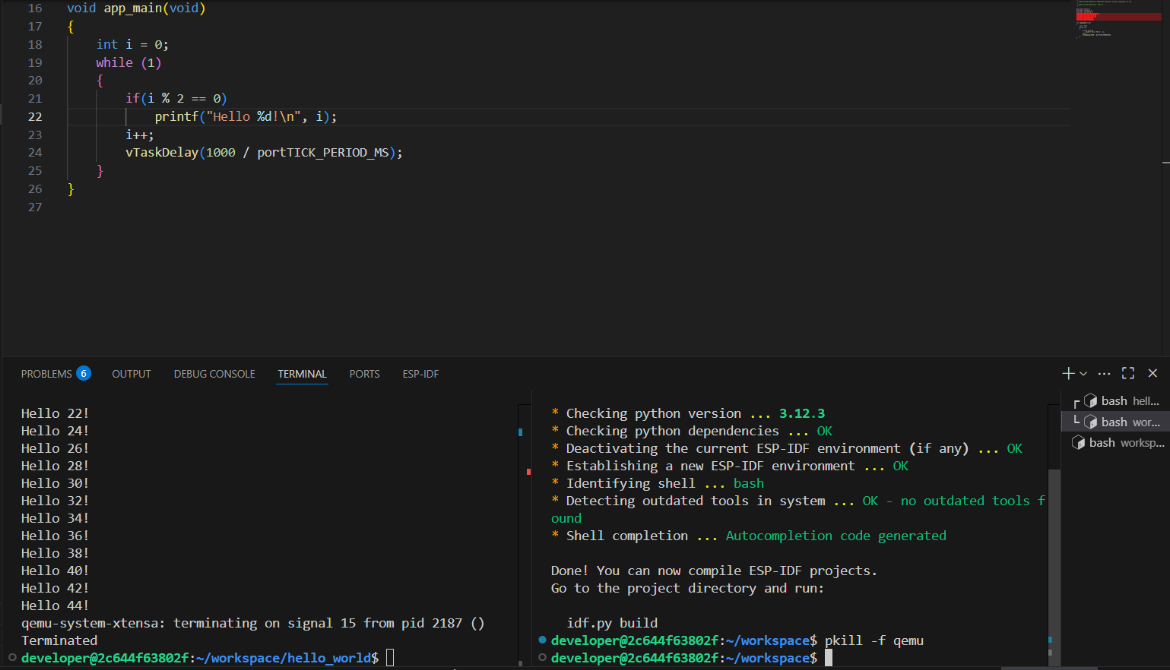 16 void app_main(void)
17 {
18 int i = 0;
19 while (1)
20 {
21 if(i % 2 == 0)
22 printf("Hello %d!\n", i);
23 i++;
24 vTaskDelay(1000 / portTICK_PERIOD_MS);
25 }
26 }
27
PROBLEMS 6 OUTPUT DEBUG CONSOLE TERMINAL PORTS ESP-IDF
Hello 22!
Hello 24!
Hello 26!
Hello 28!
Hello 30!
Hello 32!
Hello 34!
Hello 36!
Hello 38!
Hello 40!
Hello 42!
Hello 44!
qemu-system-xtensa: terminating on signal 15 from pid 2187 ()
Terminated
developer@2c644f63802f:~/workspace/hello_world$
* Checking python version ... 3.12.3
* Checking python dependencies ... OK
* Deactivating the current ESP-IDF environment (if any) ... OK
* Establishing a new ESP-IDF environment ... OK
* Identifying shell ... bash
* Detecting outdated tools in system ... OK - no outdated tools f
ound
* Shell completion ... Autocompletion code generated
Done! You can now compile ESP-IDF projects.
Go to the project directory and run:
idf.py build
developer@2c644f63802f:~/workspace$ pkill -f qemu
developer@2c644f63802f:~/workspace$
bash hell...
bash wor...
bash worksp...